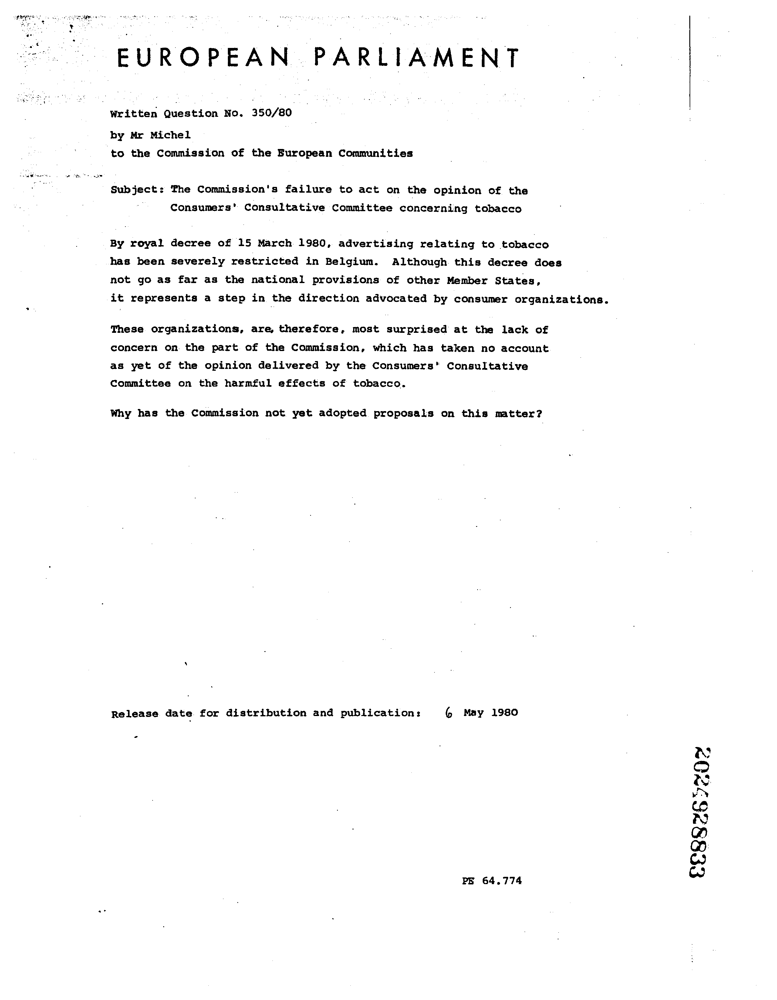 EUROPEAN PARLIAMENT
Written Question No. 350/80
by Mr Michel
to the Commission of the European Communities
Subject: The Commission's failure to act on the opinion of the
Consumers' Consultative Committee concerning tobacco
By royal decree of 15 March 1980, advertising relating to tobacco
has been severely restricted in Belgium. Although this decree does
not go as far as the national provisions of other Member States,
it represents a step in the direction advocated by consumer organizations.
These organizations, are, therefore, most surprised at the lack of
concern on the part of the Commission, which has taken no account
as yet of the opinion delivered by the Consumers' Consultative
Committee on the harmful effects of tobacco.
Why has the Commission not yet adopted proposals on this matter?
Release date for distribution and publication: 6 May 1980
2024928833
PE 64.774